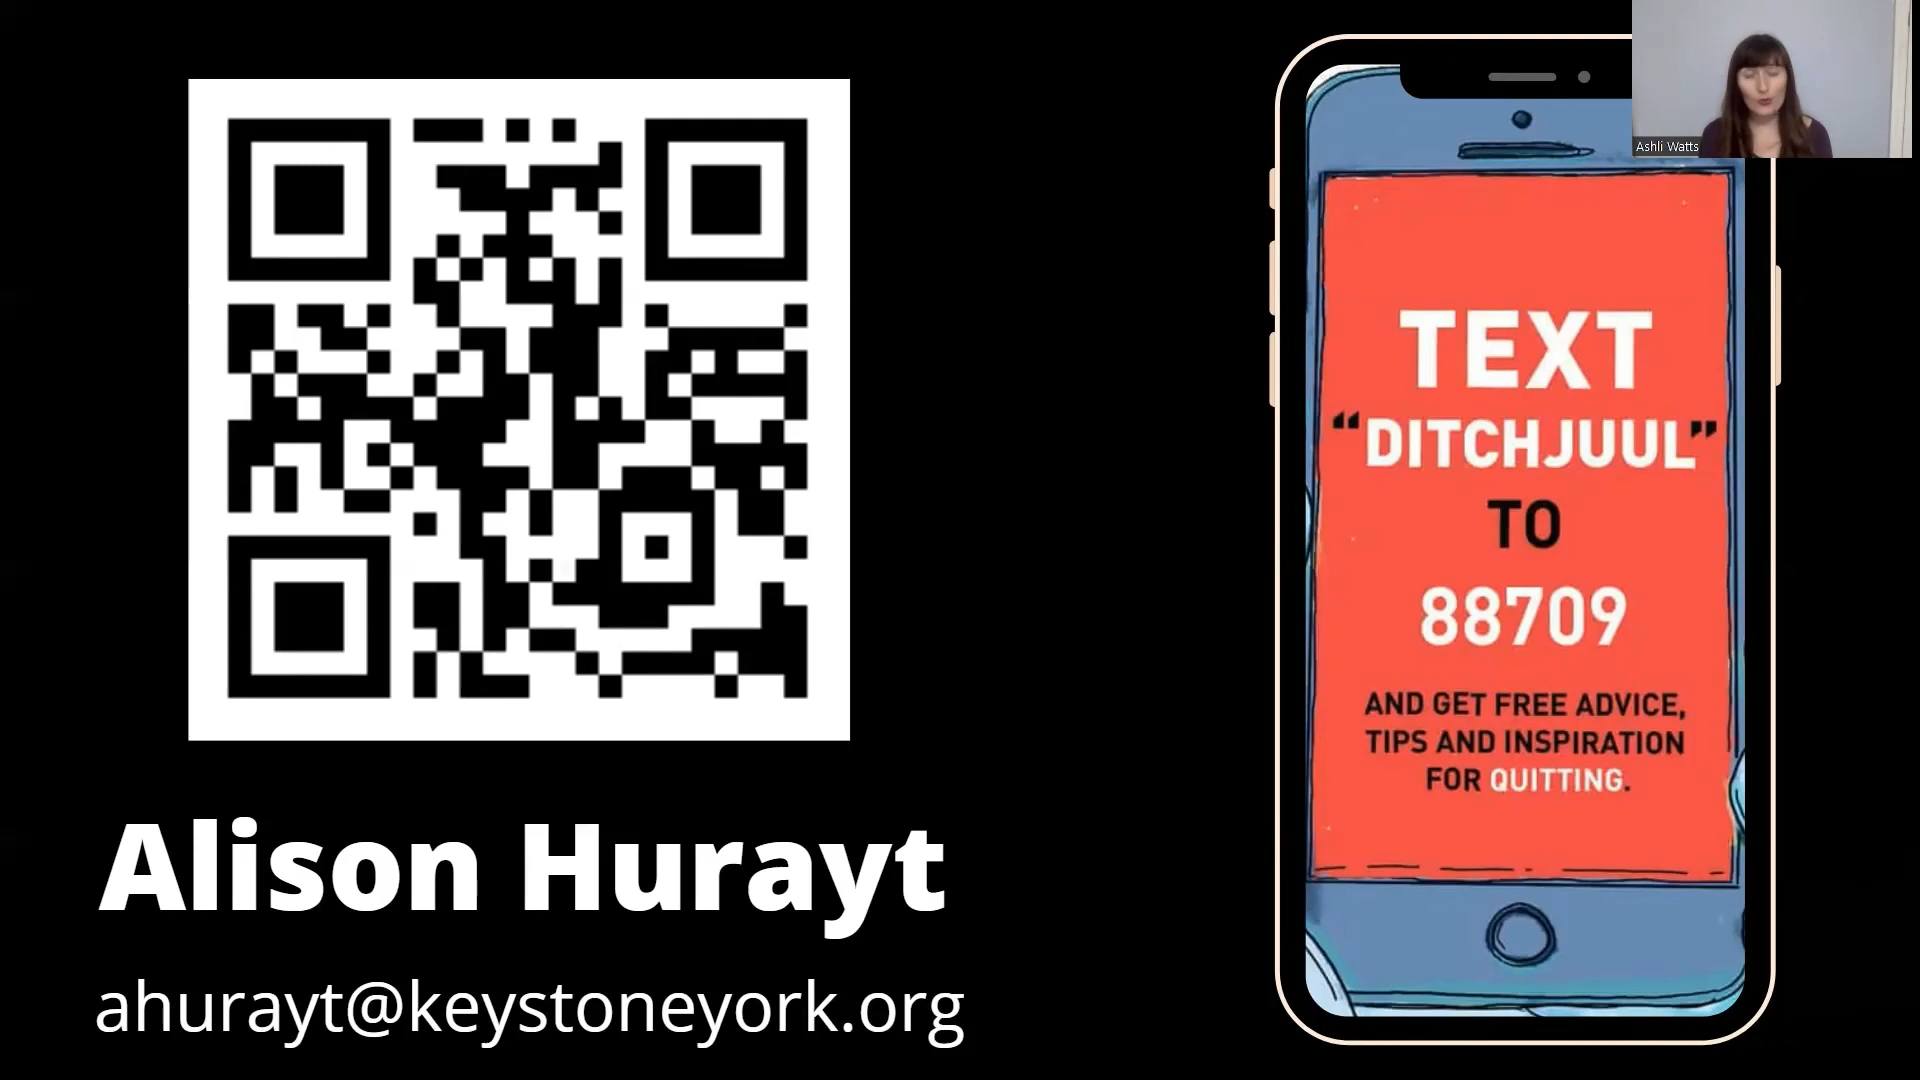 Ashli Watts
TEXT
“DITCHJUUL”
TO
88709
AND GET FREE ADVICE,
TIPS AND INSPIRATION
FOR QUITTING.
Alison Hurayt
ahurayt@keystoneyork.org